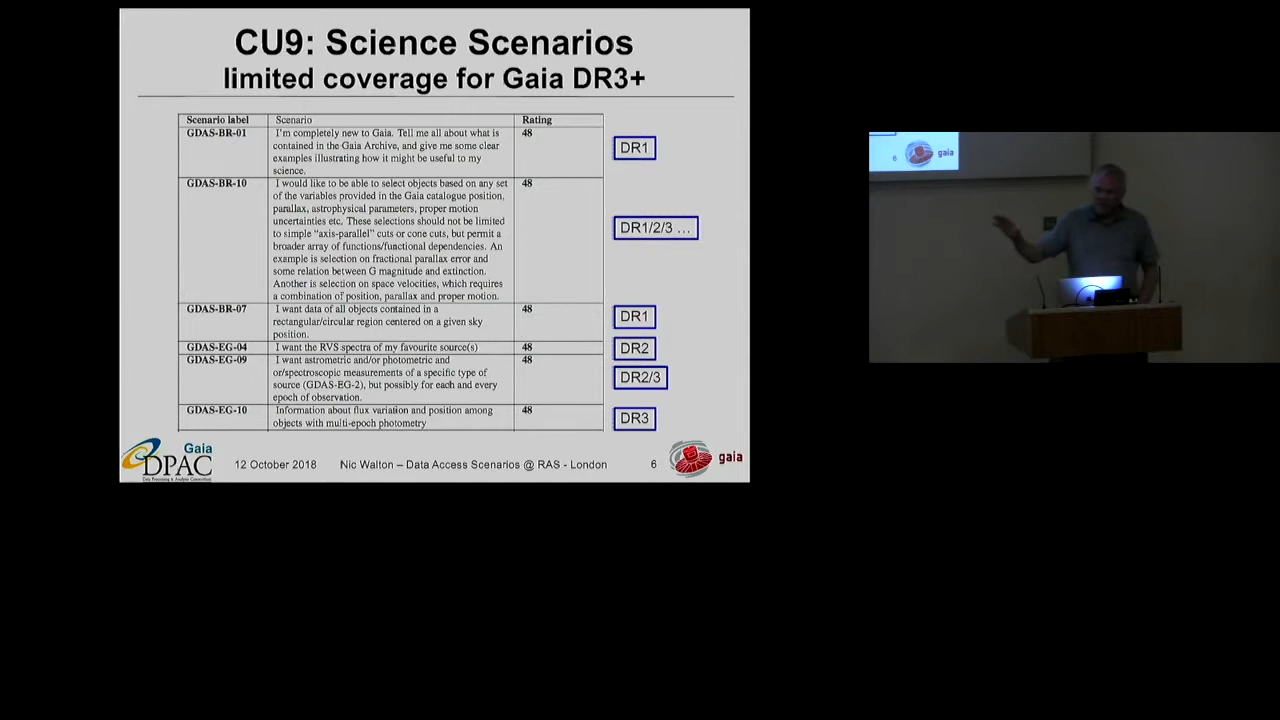 CU9: Science Scenarios
limited coverage for Gaia DR3+
Scenario label Scenario Rating
GDAS-BR-01 I'm completely new to Gaia. Tell me all about what is 48
contained in the Gaia Archive, and give me some clear
examples illustrating how it might be useful to my
science.
DR1
GDAS-BR-10 I would like to be able to select objects based on any set 48
of the variables provided in the Gaia catalogue position,
parallax, astrophysical parameters, proper motion
uncertainties etc. These selections should not be limited
to simple “axis-parallel” cuts or cone cuts, but permit a
broader array of functions/functional dependencies. An
example is selection on fractional parallax error and
some relation between G magnitude and extinction.
Another is selection on space velocities, which requires
a combination of position, parallax and proper motion.
DR1/2/3 ...
GDAS-BR-07 I want data of all objects contained in a 48
rectangular/circular region centered on a given sky
position.
DR1
GDAS-EG-04 I want the RVS spectra of my favourite source(s) 48
DR2
GDAS-EG-09 I want astrometric and/or photometric and 48
or/spectroscopic measurements of a specific type of
source (GDAS-EG-2), but possibly for each and every
epoch of observation.
DR2/3
GDAS-EG-10 Information about flux variation and position among 48
objects with multi-epoch photometry
DR3
Gaia
DPAC
Data Processing & Analysis Consortium
12 October 2018 Nic Walton – Data Access Scenarios @ RAS - London 6
gaia
6 gaia